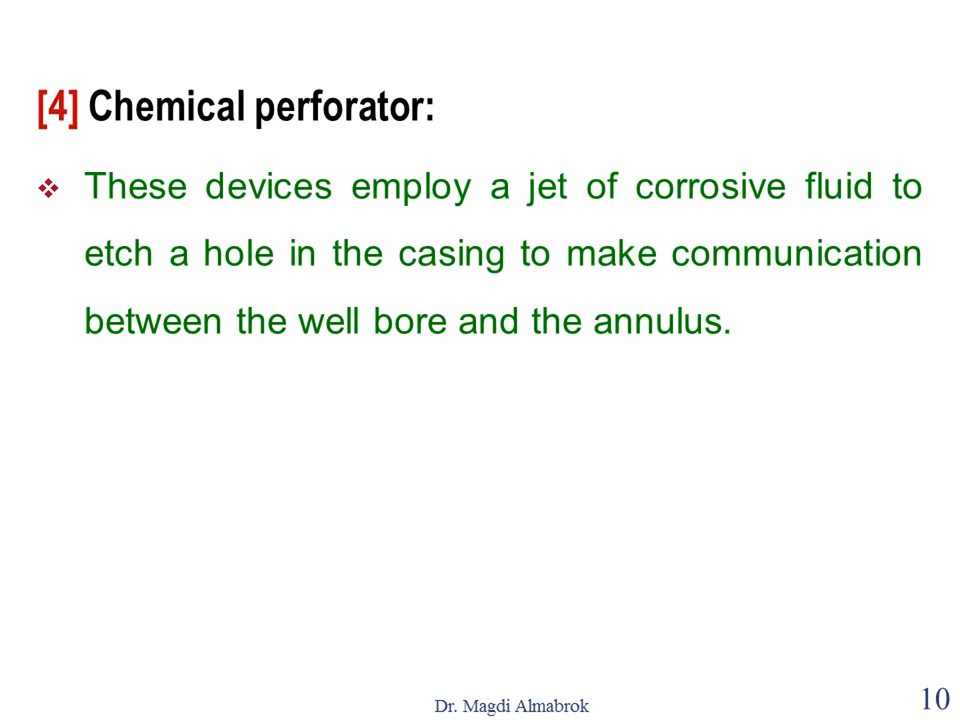 [4] Chemical perforator:
These devices employ a jet of corrosive fluid to
etch a hole in the casing to make communication
between the well bore and the annulus.
Dr. Magdi Almabrok
10